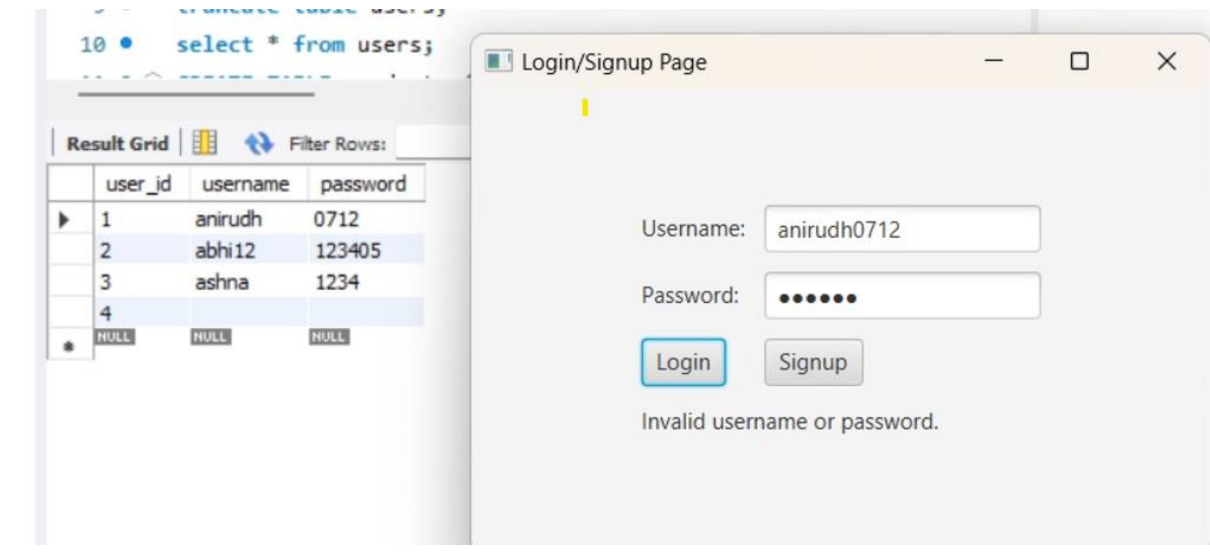 10 select * from users;
Login/Signup Page
Result Grid Filter Rows:
user_id username password
1 anirudh 0712
2 abhi12 123405
3 ashna 1234
4
NULL NULL NULL
Username: anirudh0712
Password: ●●●●●●
Login Signup
Invalid username or password.